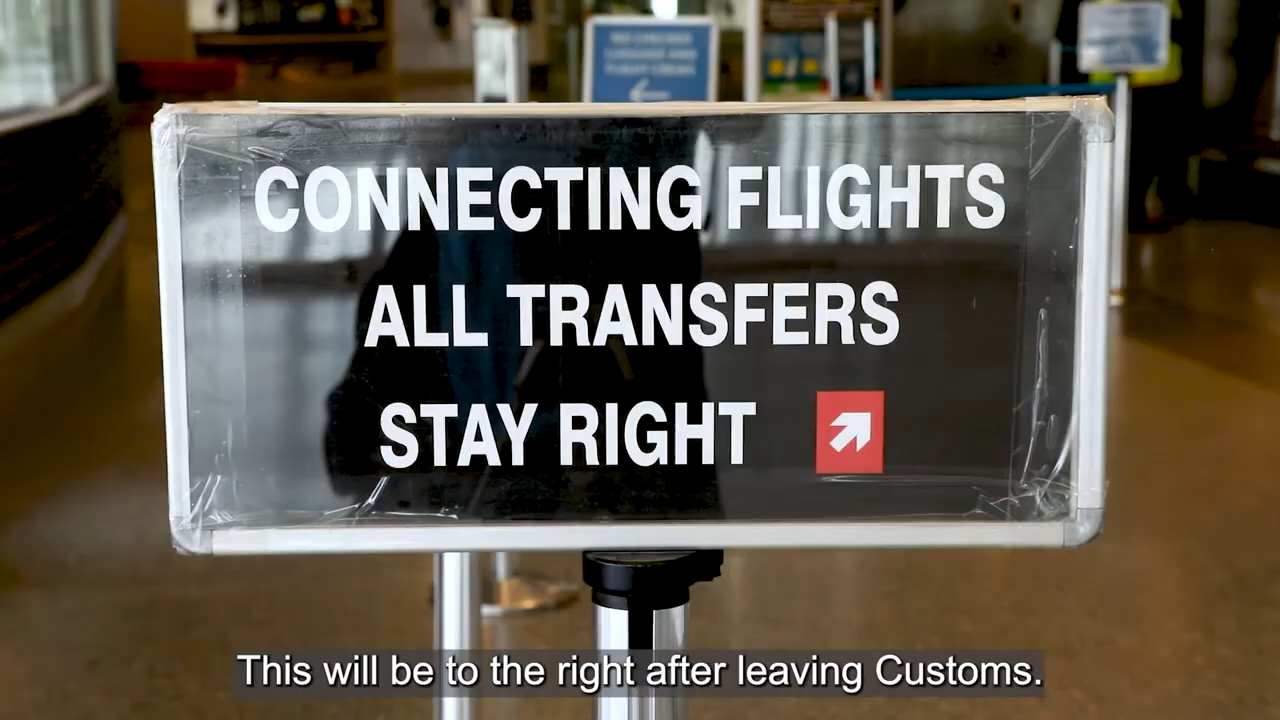 CONNECTING FLIGHTS
ALL TRANSFERS
STAY RIGHT
This will be to the right after leaving Customs.